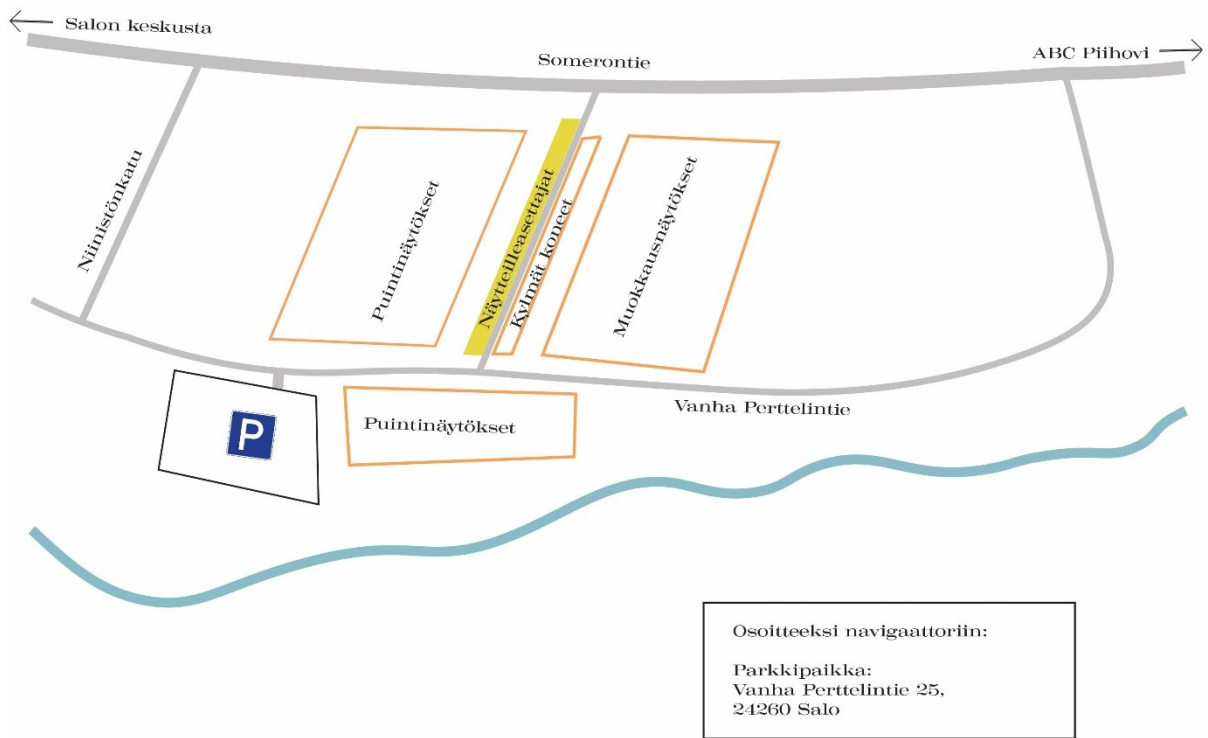 Salon keskusta
Somerontie
ABC Piihovi
Niinistönkatu
Puintinäytökset
Näytteilleasettajat
Kylmät koneet
Muokkausnäytökset
Vanha Perttelintie
Puintinäytökset
P
Osoitteeksi navigaattoriin:
Parkkipaikka:
Vanha Perttelintie 25,
24260 Salo